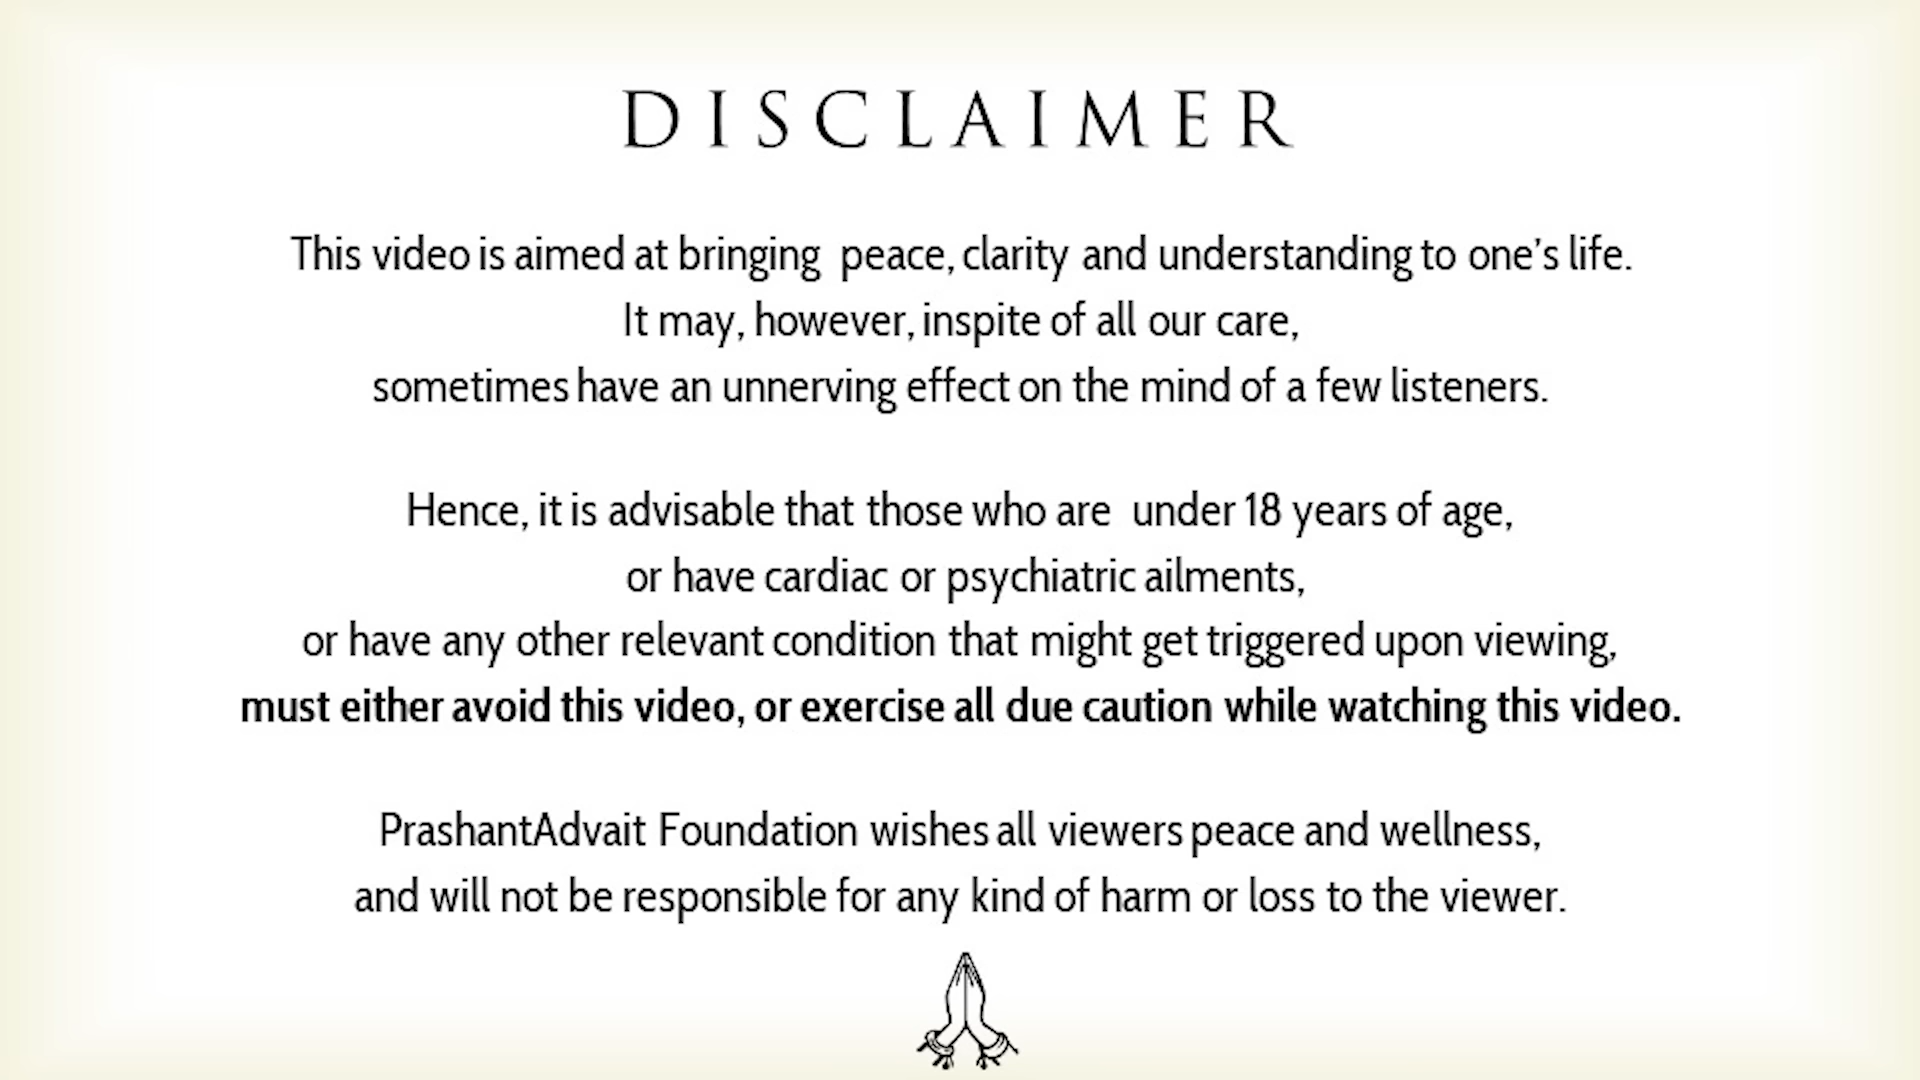 DISCLAIMER
This video is aimed at bringing peace, clarity and understanding to one's life.
It may, however, inspite of all our care,
sometimes have an unnerving effect on the mind of a few listeners.
Hence, it is advisable that those who are under 18 years of age,
or have cardiac or psychiatric ailments,
or have any other relevant condition that might get triggered upon viewing,
must either avoid this video, or exercise all due caution while watching this video.
PrashantAdvait Foundation wishes all viewers peace and wellness,
and will not be responsible for any kind of harm or loss to the viewer.